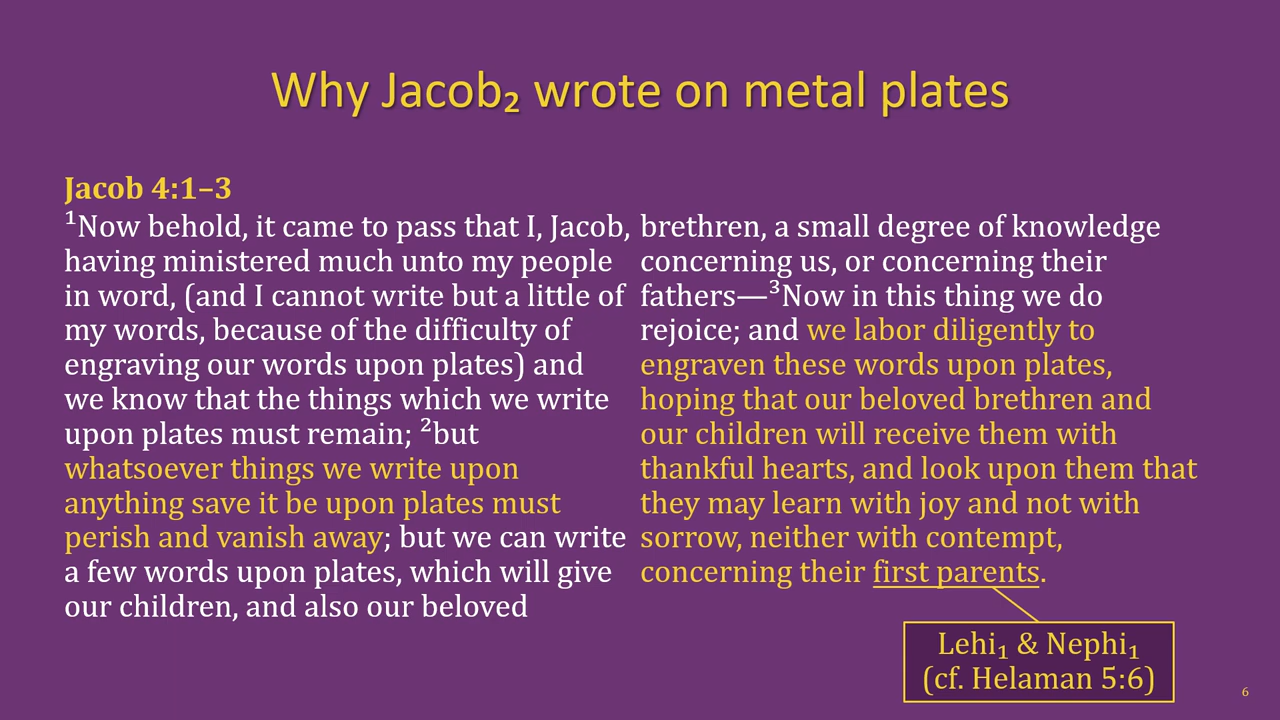 Why Jacob₂ wrote on metal plates
Jacob 4:1–3
¹Now behold, it came to pass that I, Jacob,
having ministered much unto my people
in word, (and I cannot write but a little of
my words, because of the difficulty of
engraving our words upon plates) and
we know that the things which we write
upon plates must remain; ²but
whatsoever things we write upon
anything save it be upon plates must
perish and vanish away; but we can write
a few words upon plates, which will give
our children, and also our beloved
brethren, a small degree of knowledge
concerning us, or concerning their
fathers—³Now in this thing we do
rejoice; and we labor diligently to
engraven these words upon plates,
hoping that our beloved brethren and
our children will receive them with
thankful hearts, and look upon them that
they may learn with joy and not with
sorrow, neither with contempt,
concerning their first parents.
Lehi₁ & Nephi₁
(cf. Helaman 5:6)
6